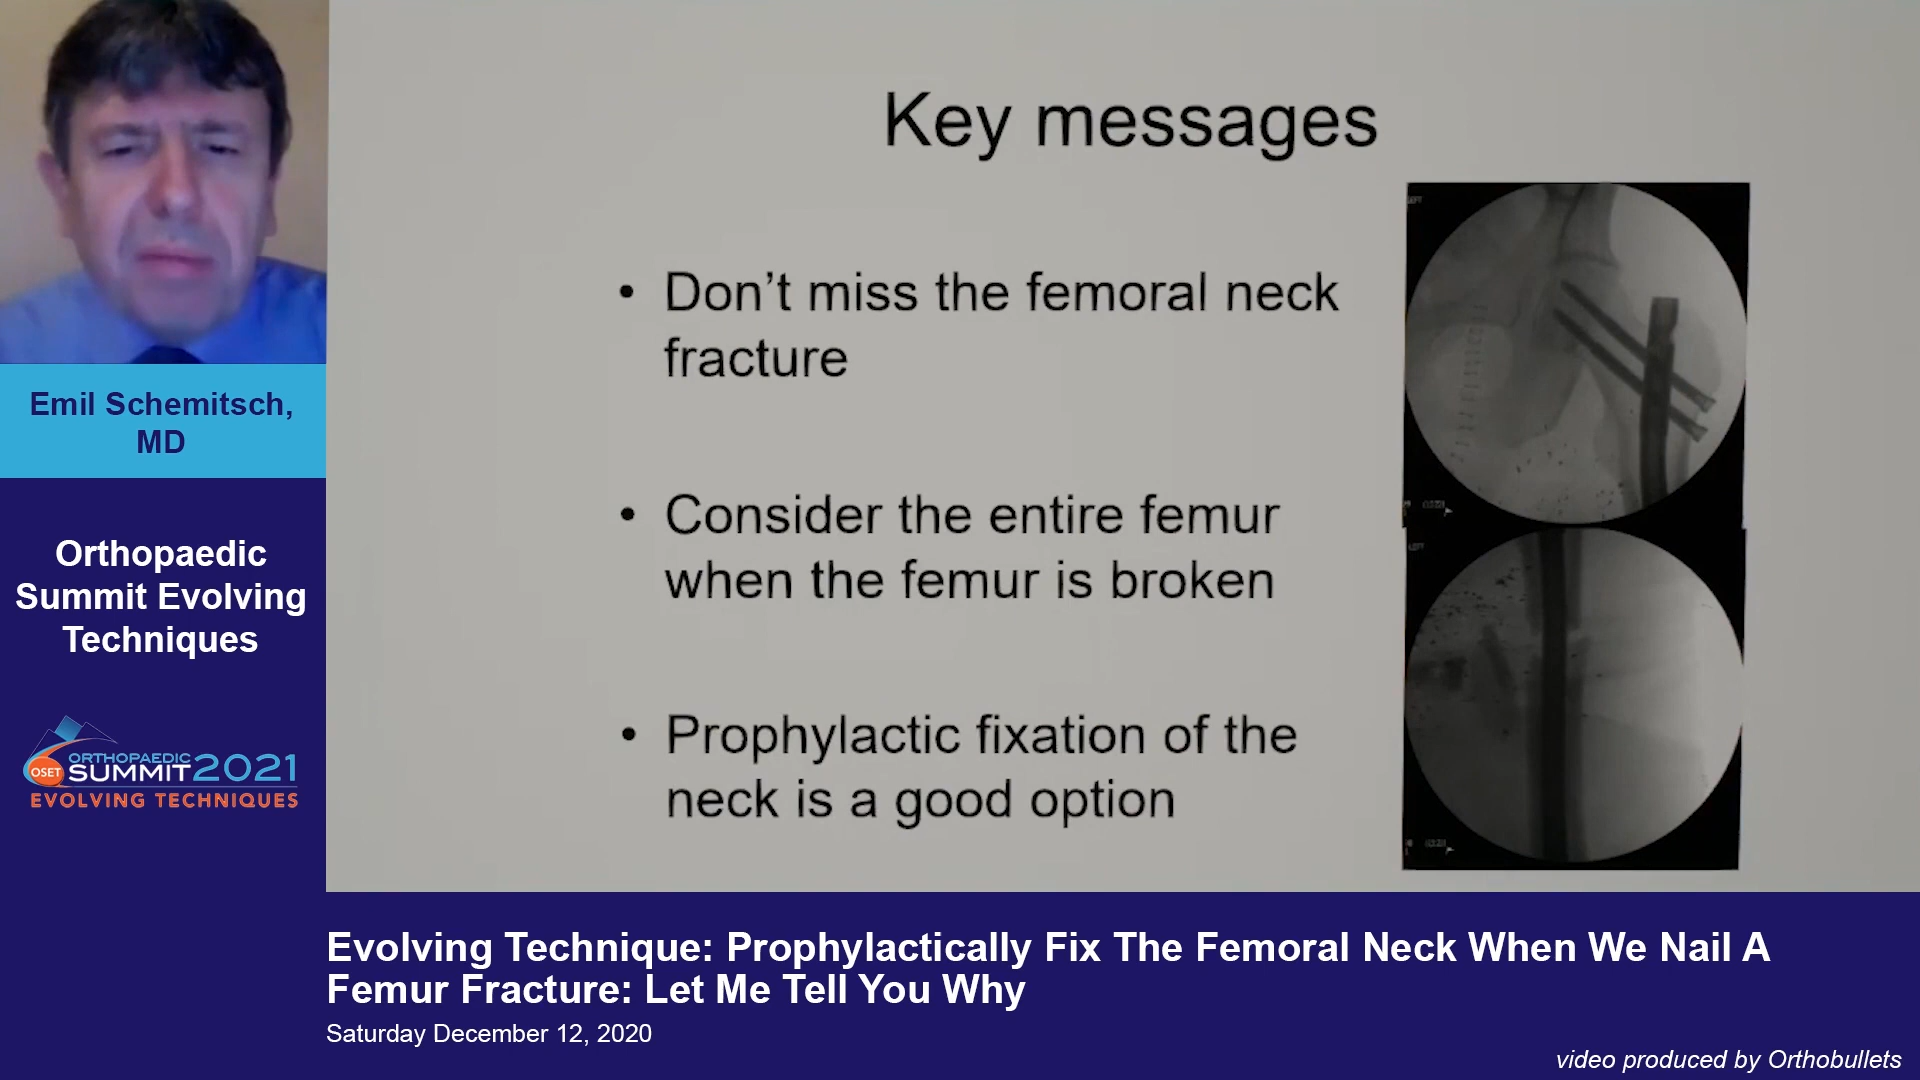 Key messages
• Don't miss the femoral neck
fracture
• Consider the entire femur
when the femur is broken
• Prophylactic fixation of the
neck is a good option
Emil Schemitsch,
MD
Orthopaedic
Summit Evolving
Techniques
OSET
ORTHOPAEDIC
SUMMIT 2021
EVOLVING TECHNIQUES
Evolving Technique: Prophylactically Fix The Femoral Neck When We Nail A
Femur Fracture: Let Me Tell You Why
Saturday December 12, 2020
video produced by Orthobullets